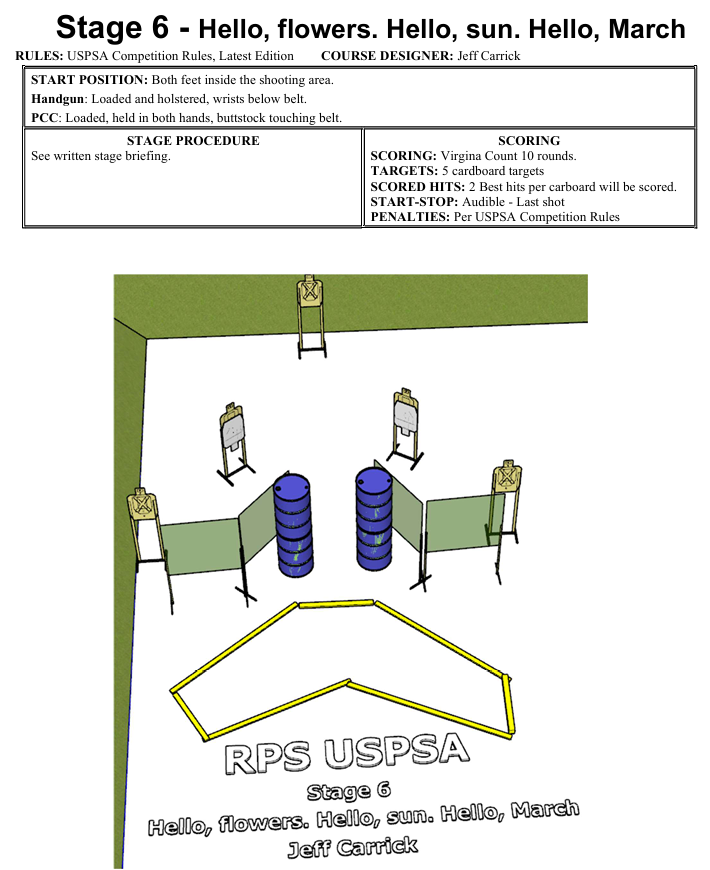 Stage 6 - Hello, flowers. Hello, sun. Hello, March
RULES: USPSA Competition Rules, Latest Edition COURSE DESIGNER: Jeff Carrick
START POSITION: Both feet inside the shooting area.
Handgun: Loaded and holstered, wrists below belt.
PCC: Loaded, held in both hands, buttstock touching belt.
STAGE PROCEDURE
See written stage briefing.
SCORING
SCORING: Virgina Count 10 rounds.
TARGETS: 5 cardboard targets
SCORED HITS: 2 Best hits per carboard will be scored.
START-STOP: Audible - Last shot
PENALTIES: Per USPSA Competition Rules
RPS USPSA
Stage 6
Hello, flowers. Hello, sun. Hello, March
Jeff Carrick